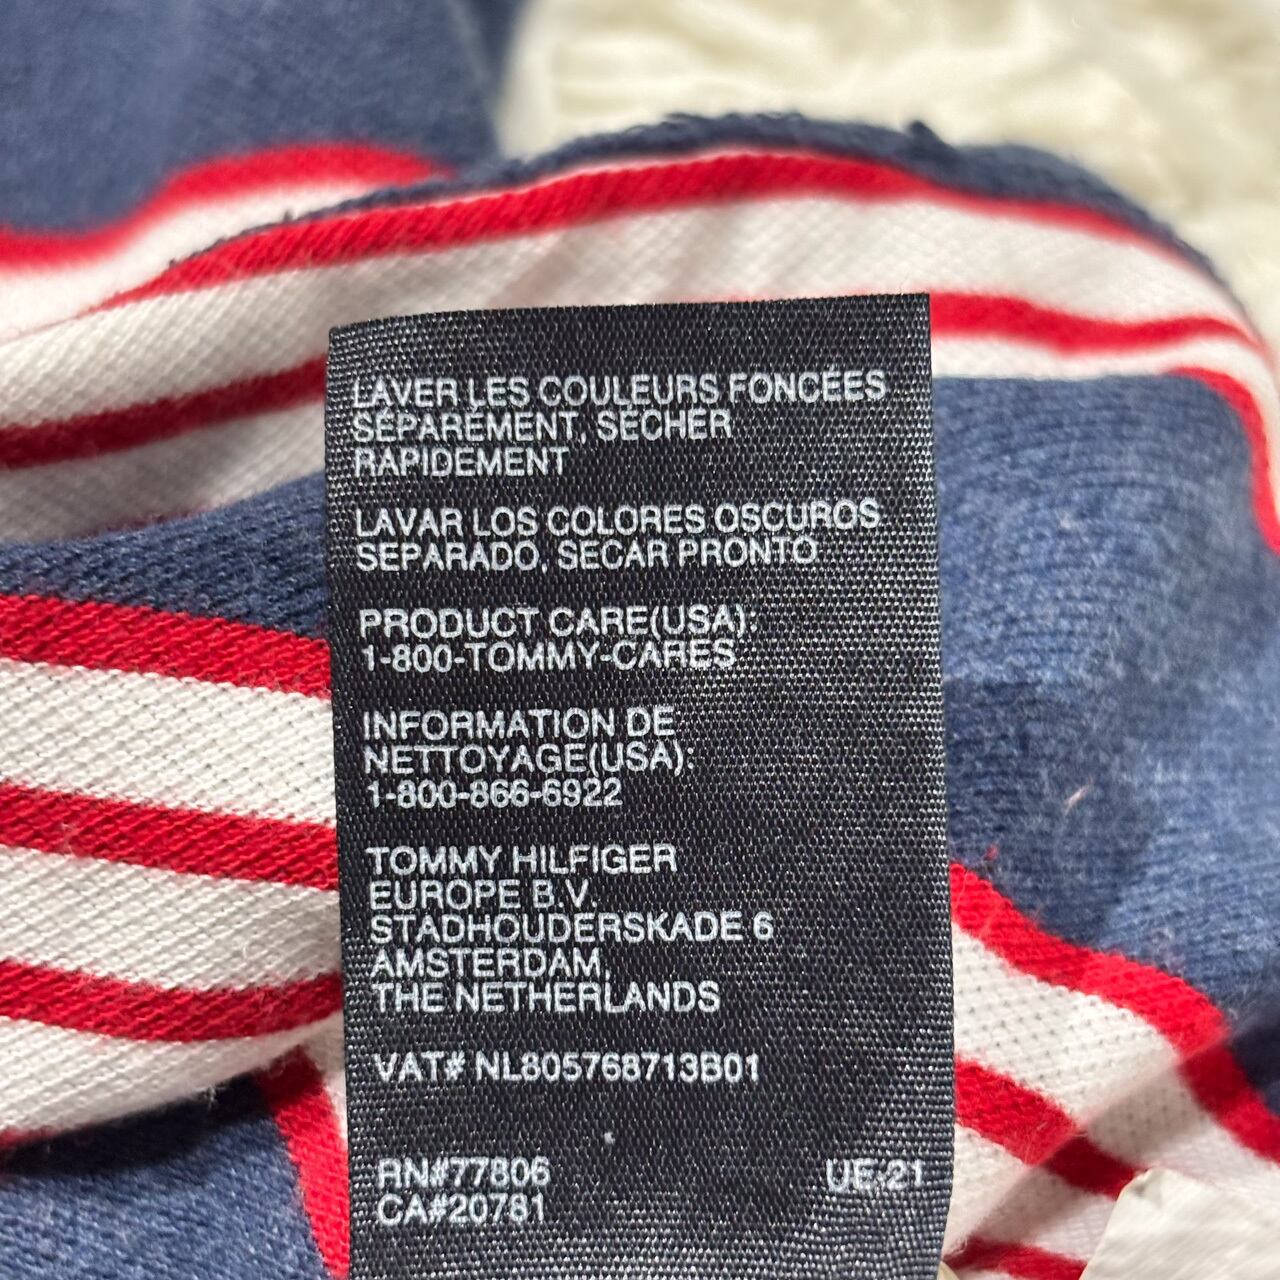 LAVER LES COULEURS FONCÉES
SÉPARÉMENT, SÉCHER
RAPIDEMENT
LAVAR LOS COLORES OSCUROS
SEPARADO, SECAR PRONTO
PRODUCT CARE(USA):
1-800-TOMMY-CARES
INFORMATION DE
NETTOYAGE(USA):
1-800-866-6922
TOMMY HILFIGER
EUROPE B.V.
STADHOUDERSKADE 6
AMSTERDAM,
THE NETHERLANDS
VAT# NL805768713B01
RN#77806 UE-21
CA#20781